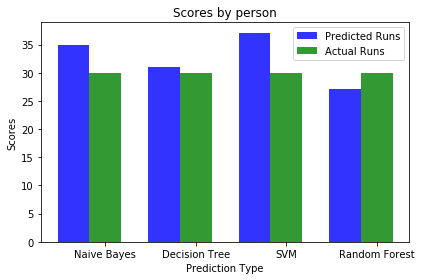 Scores by person
Predicted Runs
Actual Runs
Scores
35
30
25
20
15
10
5
0
Naive Bayes
Decision Tree
SVM
Random Forest
Prediction Type